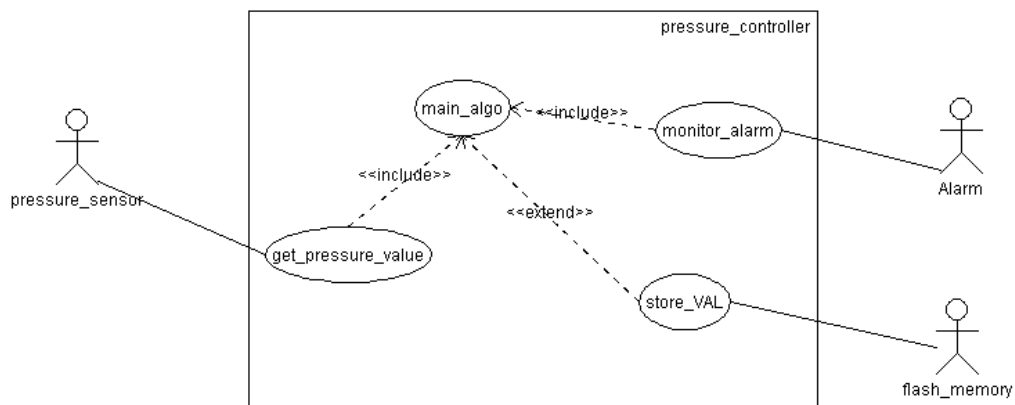 pressure_controller
main_algo
<<include>>
monitor_alarm
<<include>>
Alarm
pressure_sensor
<<extend>>
get_pressure_value
store_VAL
flash_memory